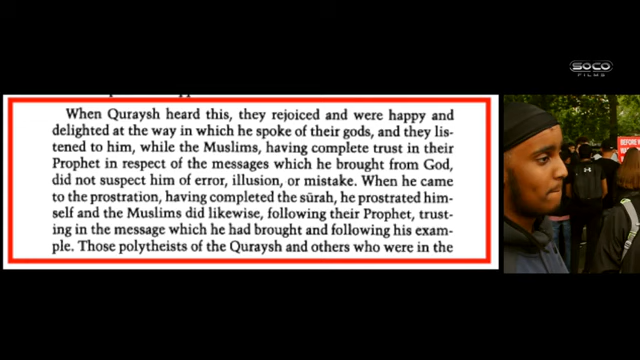 SOCO
FILMS
When Quraysh heard this, they rejoiced and were happy and
delighted at the way in which he spoke of their gods, and they lis-
tened to him, while the Muslims, having complete trust in their
Prophet in respect of the messages which he brought from God,
did not suspect him of error, illusion, or mistake. When he came
to the prostration, having completed the sūrah, he prostrated him-
self and the Muslims did likewise, following their Prophet, trust-
ing in the message which he had brought and following his exam-
ple. Those polytheists of the Quraysh and others who were in the
BEFORE